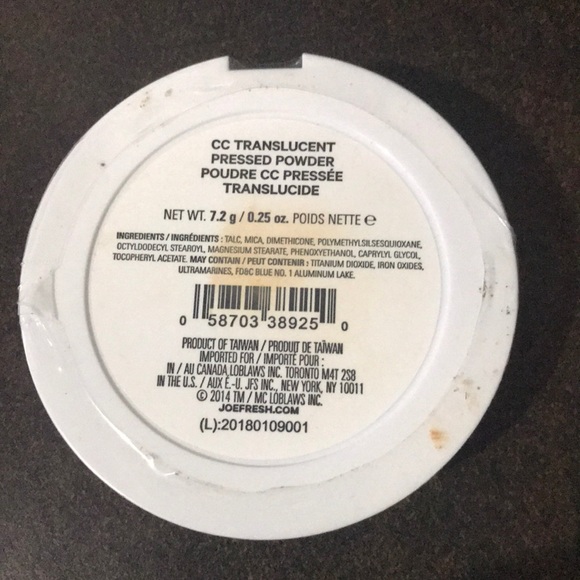 CC TRANSLUCENT
PRESSED POWDER
POUDRE CC PRESSÉE
TRANSLUCIDE
NET WT. 7.2 g / 0.25 oz. POIDS NETTE ℮
INGREDIENTS / INGRÉDIENTS : TALC, MICA, DIMETHICONE, POLYMETHYLSILSESQUIOXANE,
OCTYLDODECYL STEAROYL, MAGNESIUM STEARATE, PHENOXYETHANOL, CAPRYLYL GLYCOL,
TOCOPHERYL ACETATE. MAY CONTAIN / PEUT CONTENIR : TITANIUM DIOXIDE, IRON OXIDES,
ULTRAMARINES, FD&C BLUE NO. 1 ALUMINUM LAKE.
0 58703 38925 0
PRODUCT OF TAIWAN / PRODUIT DE TAÏWAN
IMPORTED FOR / IMPORTÉ POUR :
IN / AU CANADA, LOBLAWS INC. TORONTO M4T 2S8
IN THE U.S. / AUX É.-U. JFS INC., NEW YORK, NY 10011
© 2014 TM / MC LOBLAWS INC.
JOEFRESH.COM
(L):20180109001